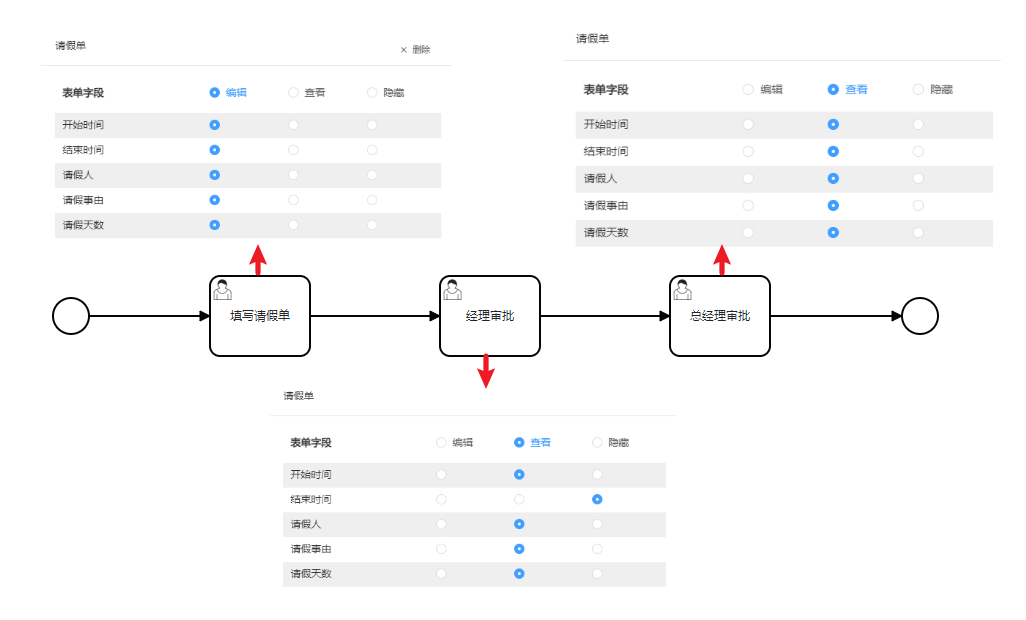 请假单
× 删除
表单字段 编辑 查看 隐藏
开始时间
结束时间
请假人
请假事由
请假天数
请假单
表单字段 编辑 查看 隐藏
开始时间
结束时间
请假人
请假事由
请假天数
填写请假单
经理审批
总经理审批
请假单
表单字段 编辑 查看 隐藏
开始时间
结束时间
请假人
请假事由
请假天数